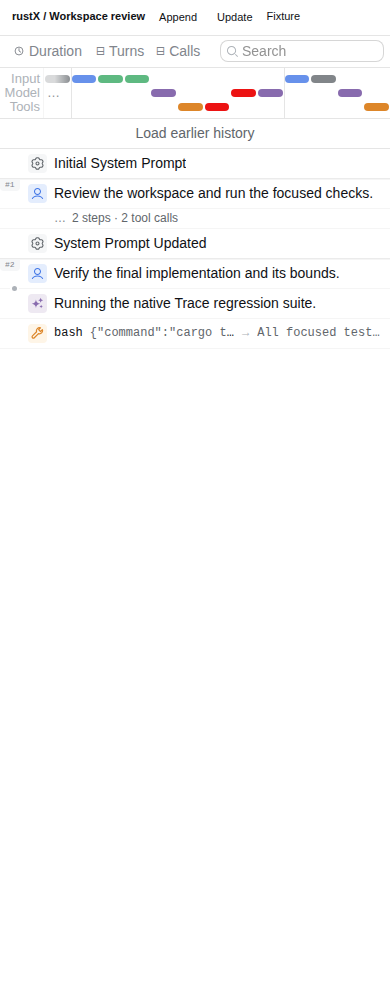 rustX / Workspace review Append Update Fixture
Duration Turns Calls Search
Input
Model …
Tools
Load earlier history
Initial System Prompt
#1
Review the workspace and run the focused checks.
… 2 steps · 2 tool calls
System Prompt Updated
#2
Verify the final implementation and its bounds.
Running the native Trace regression suite.
bash {"command":"cargo t… → All focused test…